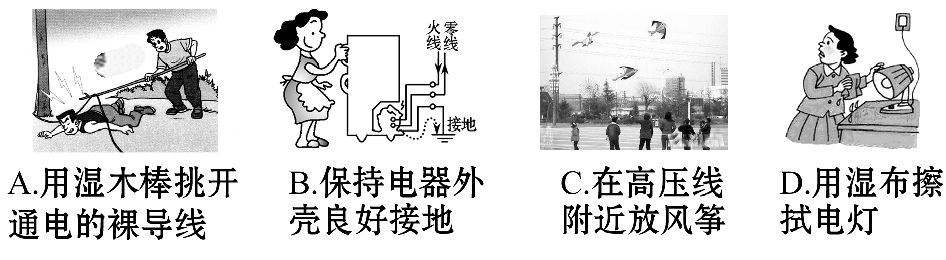 火线
零线
接地
A.用湿木棒挑开
通电的裸导线
B.保持电器外
壳良好接地
C.在高压线
附近放风筝
D.用湿布擦
拭电灯